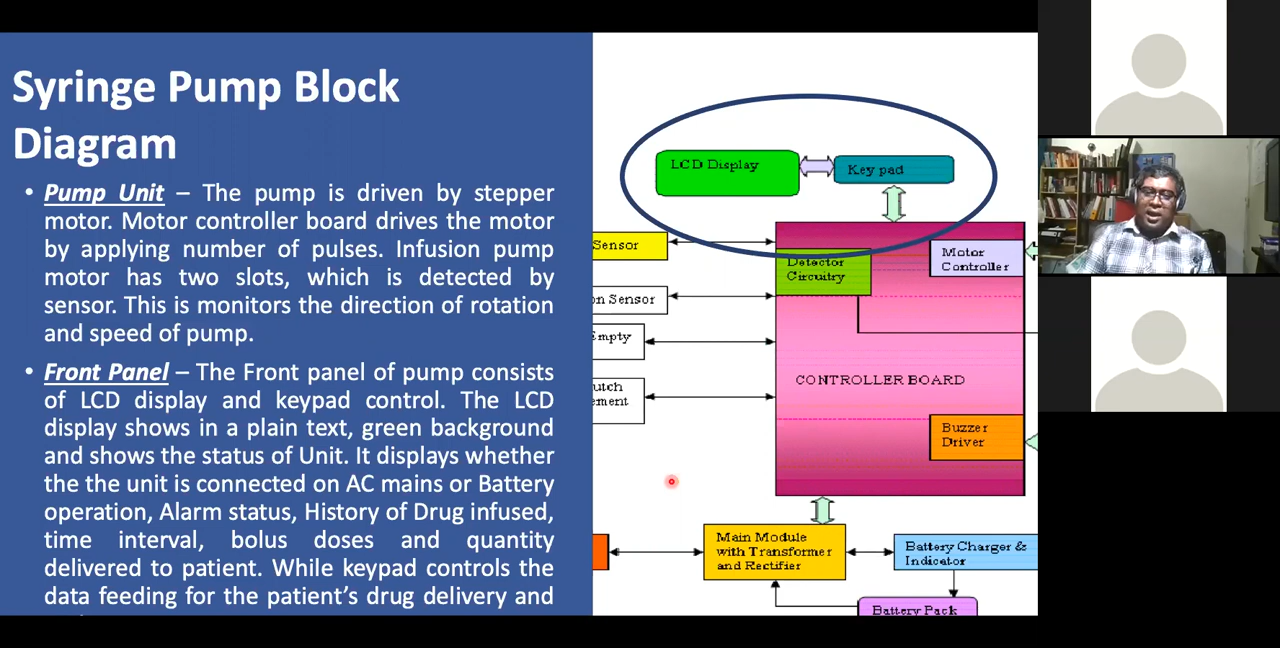 Syringe Pump Block
Diagram
• Pump Unit – The pump is driven by stepper
motor. Motor controller board drives the motor
by applying number of pulses. Infusion pump
motor has two slots, which is detected by
sensor. This is monitors the direction of rotation
and speed of pump.
• Front Panel – The Front panel of pump consists
of LCD display and keypad control. The LCD
display shows in a plain text, green background
and shows the status of Unit. It displays whether
the the unit is connected on AC mains or Battery
operation, Alarm status, History of Drug infused,
time interval, bolus doses and quantity
delivered to patient. While keypad controls the
data feeding for the patient's drug delivery and
LCD Display
Key pad
Sensor
Detector
Circuitry
Motor
Controller
on Sensor
Empty
utch
ement
CONTROLLER BOARD
Buzzer
Driver
Main Module
with Transformer
and Rectifier
Battery Charger &
Indicator
Battery Pack